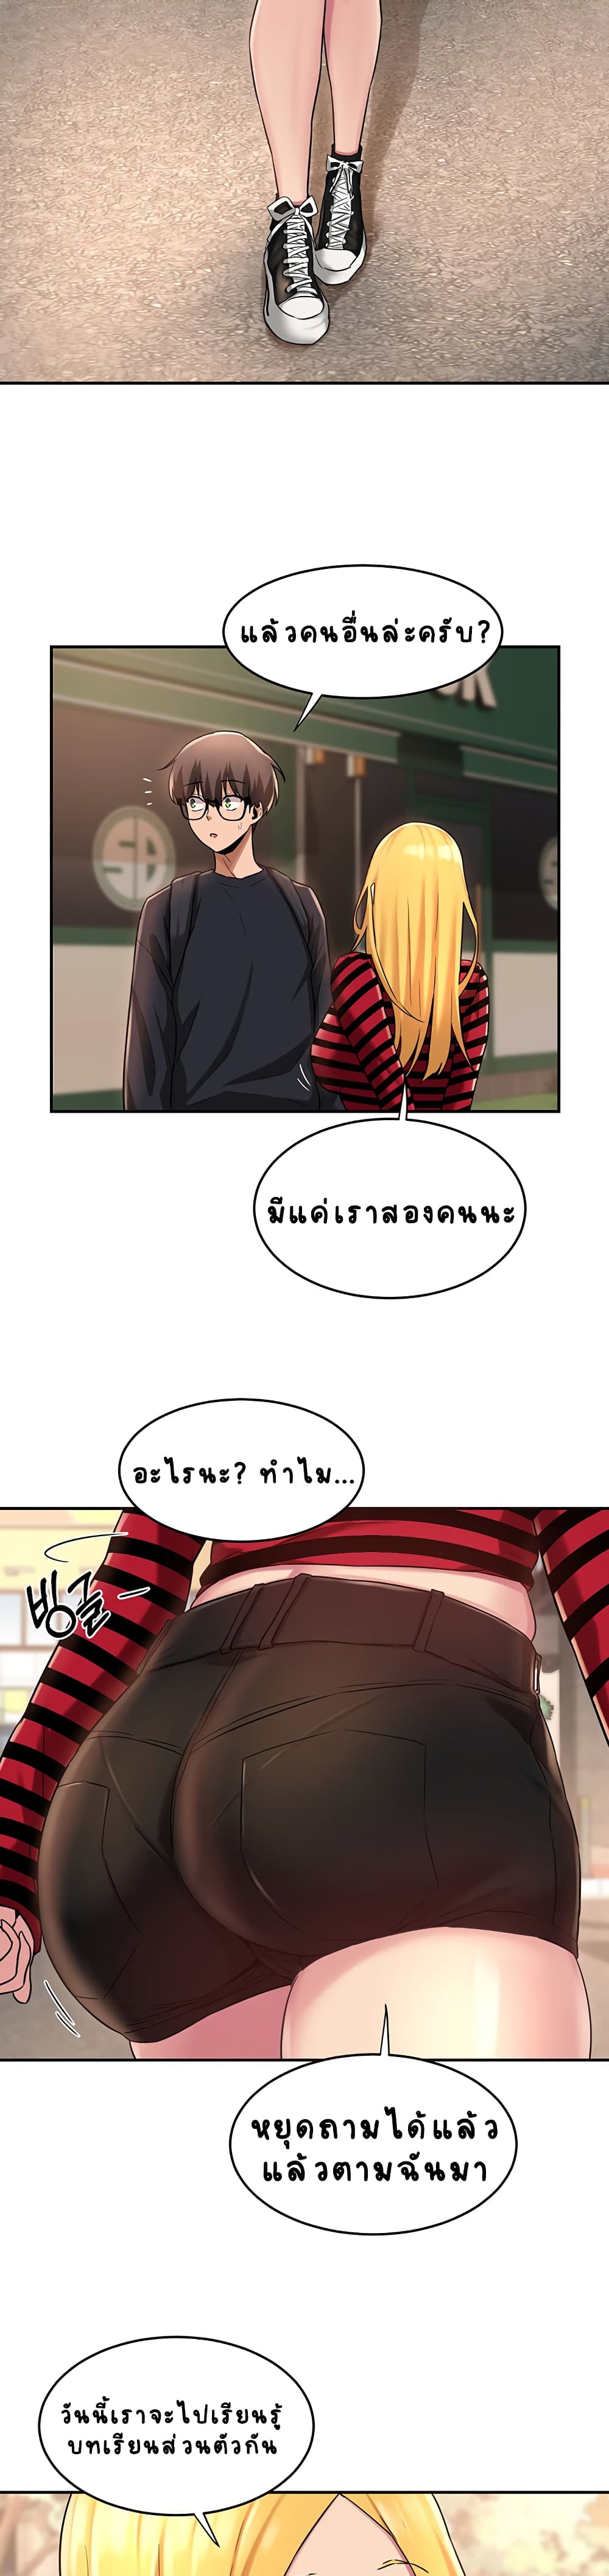 แล้วคนอื่นล่ะครับ?
SB
มีแค่เราสองคนนะ
อะไรนะ? ทำไม...
빙글
หยุดถามได้แล้ว
แล้วตามฉันมา
วันนี้เราจะไปเรียนรู้
บทเรียนส่วนตัวกัน